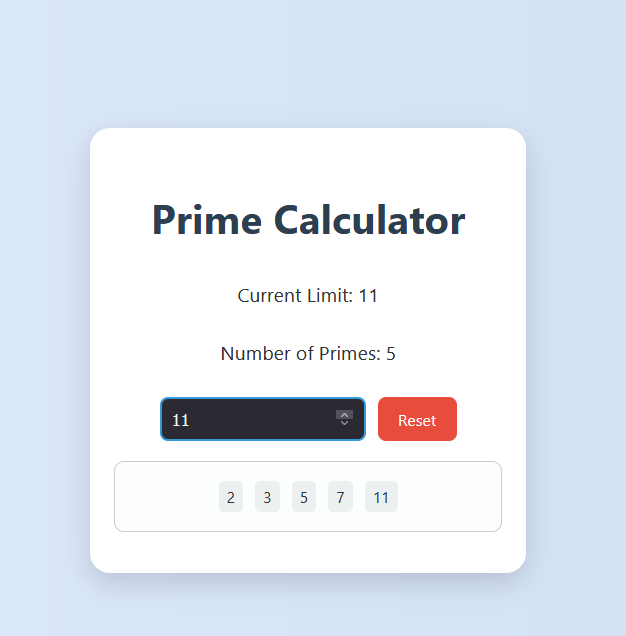 Prime Calculator
Current Limit: 11
Number of Primes: 5
11 Reset
2 3 5 7 11